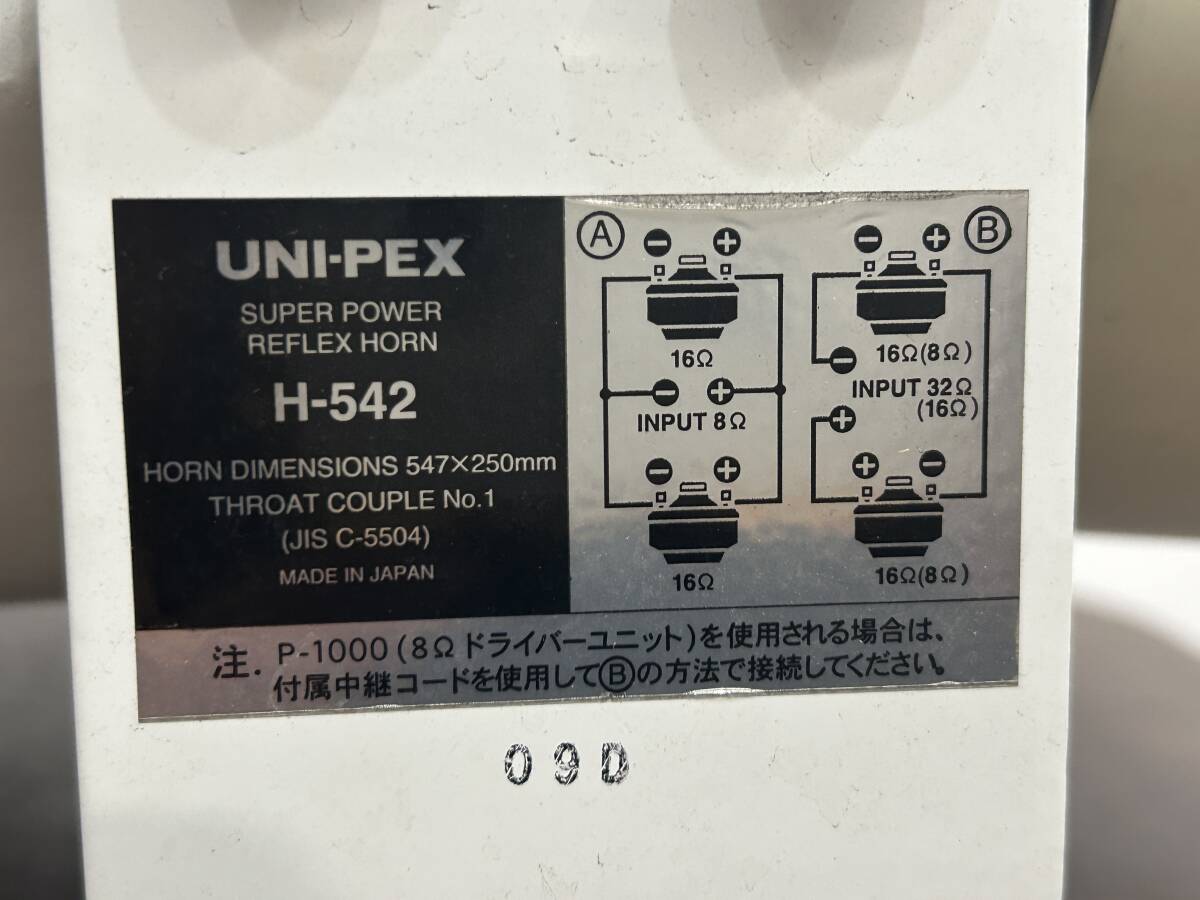 UNI-PEX
SUPER POWER
REFLEX HORN
H-542
HORN DIMENSIONS 547×250mm
THROAT COUPLE No.1
(JIS C-5504)
MADE IN JAPAN
Ⓐ
⊖ ⊕
16Ω
⊖ ⊕
INPUT 8Ω
⊖ ⊕
16Ω
Ⓑ
⊖ ⊕
16Ω(8Ω)
⊖
INPUT 32Ω
(16Ω)
⊕
⊕ ⊖
16Ω(8Ω)
注. P-1000(8Ωドライバーユニット)を使用される場合は、
付属中継コードを使用してⒷの方法で接続してください。
09D